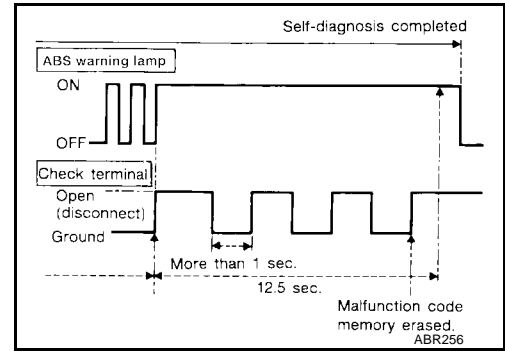 Self-diagnosis completed
ABS warning lamp
ON
OFF
Check terminal
Open
(disconnect)
Ground
More than 1 sec.
12.5 sec.
Malfunction code
memory erased.
ABR256